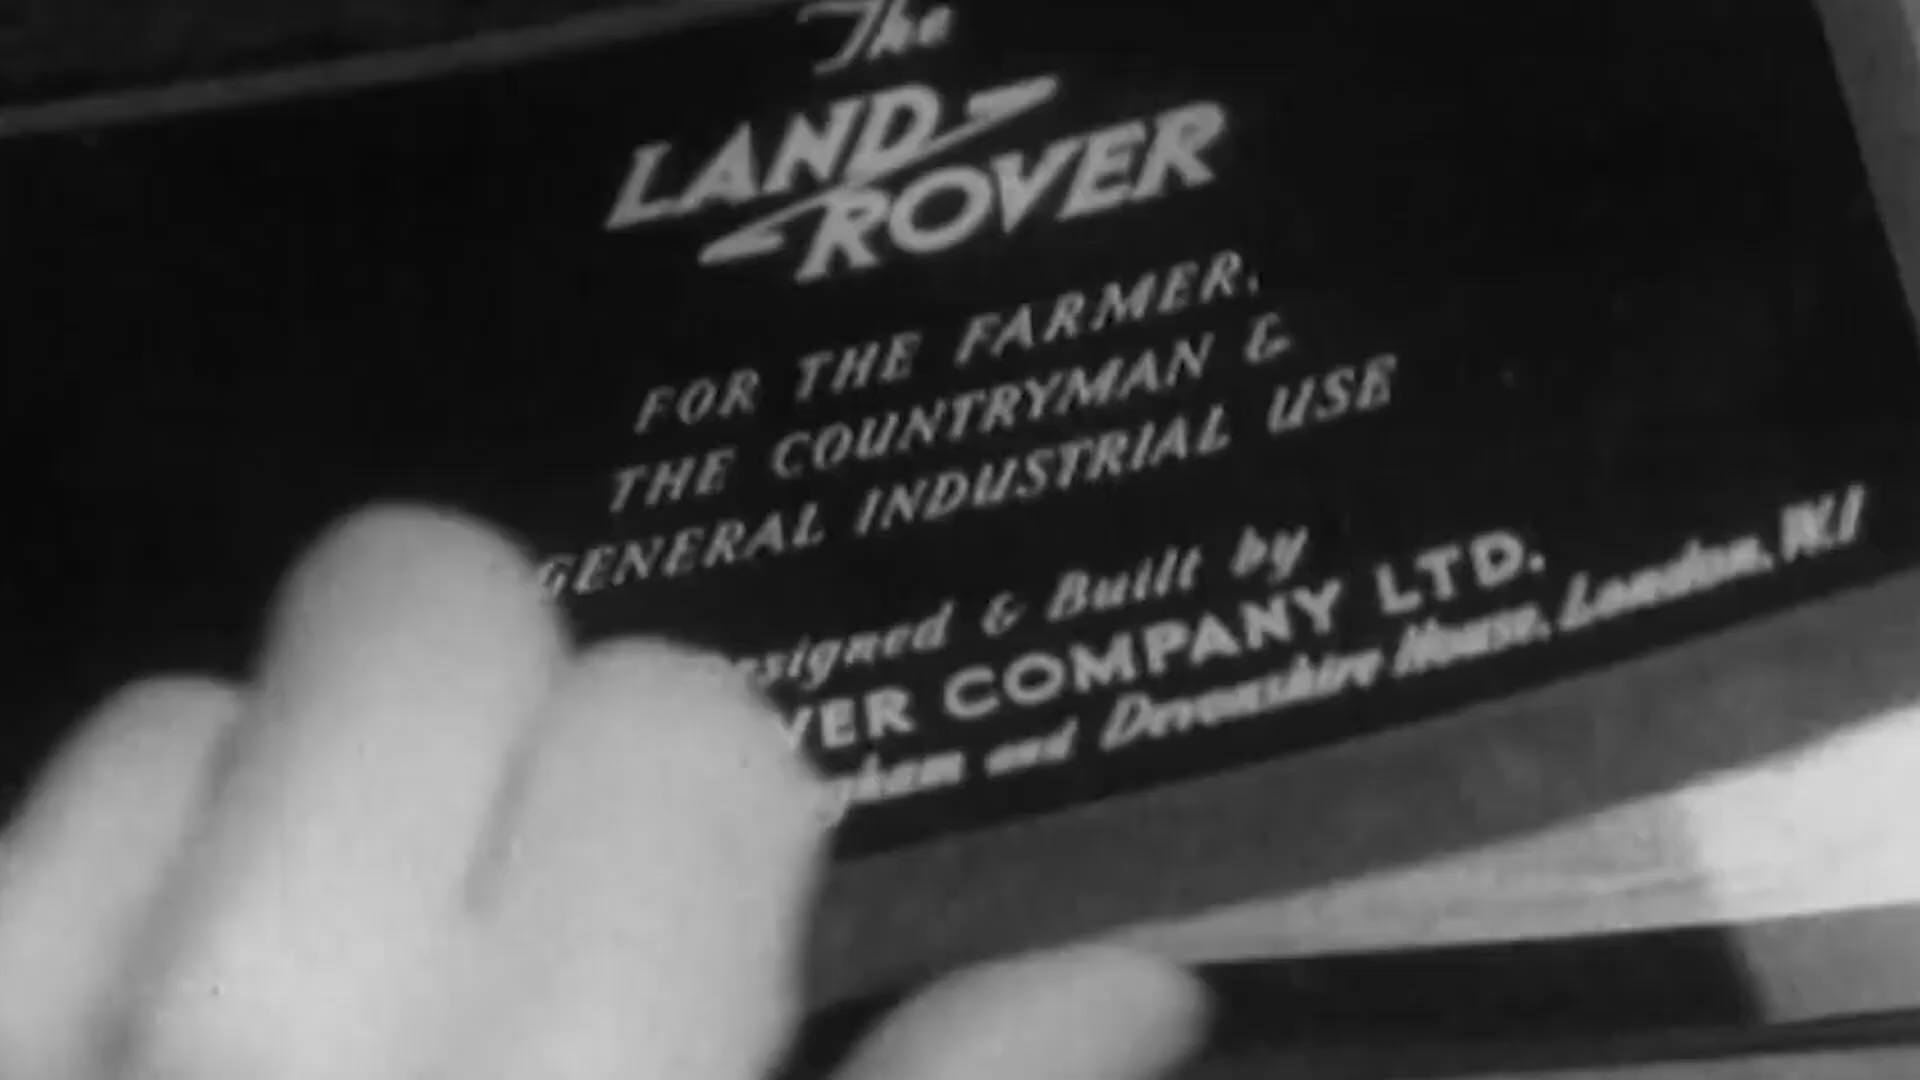 The
LAND
ROVER
FOR THE FARMER,
THE COUNTRYMAN &
GENERAL INDUSTRIAL USE
& Built by
COMPANY LTD.
and Devonshire House, London, W.1